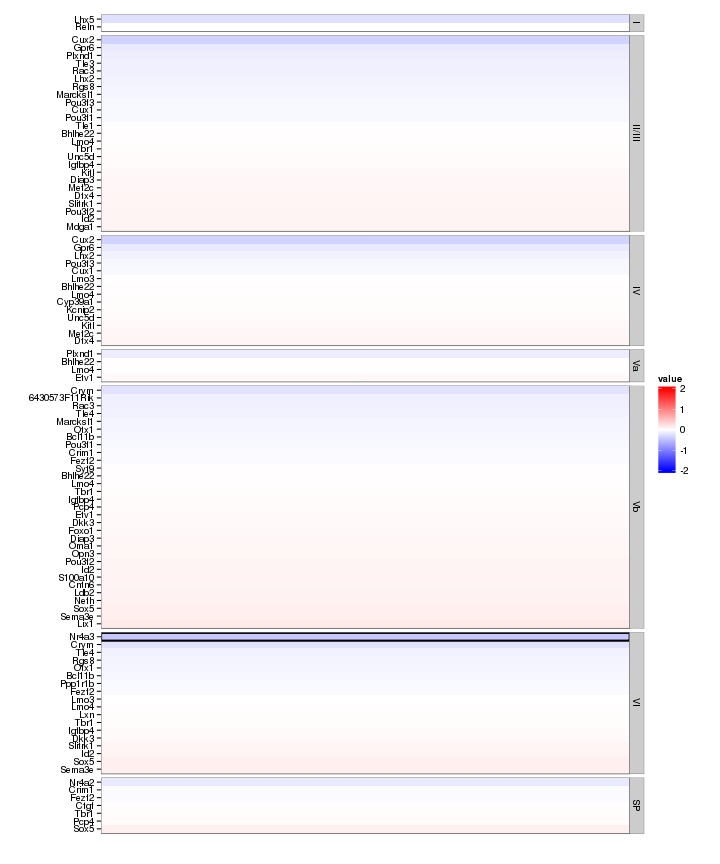 Lhx5
Reln
I
Cux2
Gpr6
Plxnd1
Tle3
Rac3
Lhx2
Rgs8
Marcksl1
Pou3f3
Cux1
Pou3f1
Tle1
Bhlhe22
Lmo4
Tbr1
Unc5d
Igfbp4
Kitl
Diap3
Mef2c
Dtx4
Slitrk1
Pou3f2
Id2
Mdga1
II/III
Cux2
Gpr6
Lhx2
Pou3f3
Cux1
Lmo3
Bhlhe22
Lmo4
Cyp39a1
Kcnip2
Unc5d
Kitl
Mef2c
Dtx4
IV
Plxnd1
Bhlhe22
Lmo4
Etv1
Va
Crym
6430573F11Rik
Rac3
Tle4
Marcksl1
Otx1
Bcl11b
Pou3f1
Crim1
Fezf2
Syt9
Bhlhe22
Lmo4
Tbr1
Igfbp4
Pcp4
Etv1
Dkk3
Foxo1
Diap3
Oma1
Opn3
Pou3f2
Id2
S100a10
Cntn6
Ldb2
Nefh
Sox5
Sema3e
Lix1
Vb
Nr4a3
Crym
Tle4
Rgs8
Otx1
Bcl11b
Ppp1r1b
Fezf2
Lmo3
Lmo4
Lxn
Tbr1
Igfbp4
Dkk3
Slitrk1
Id2
Sox5
Sema3e
VI
Nr4a2
Crim1
Fezf2
Ctgf
Tbr1
Pcp4
Sox5
SP
value
2
1
0
-1
-2